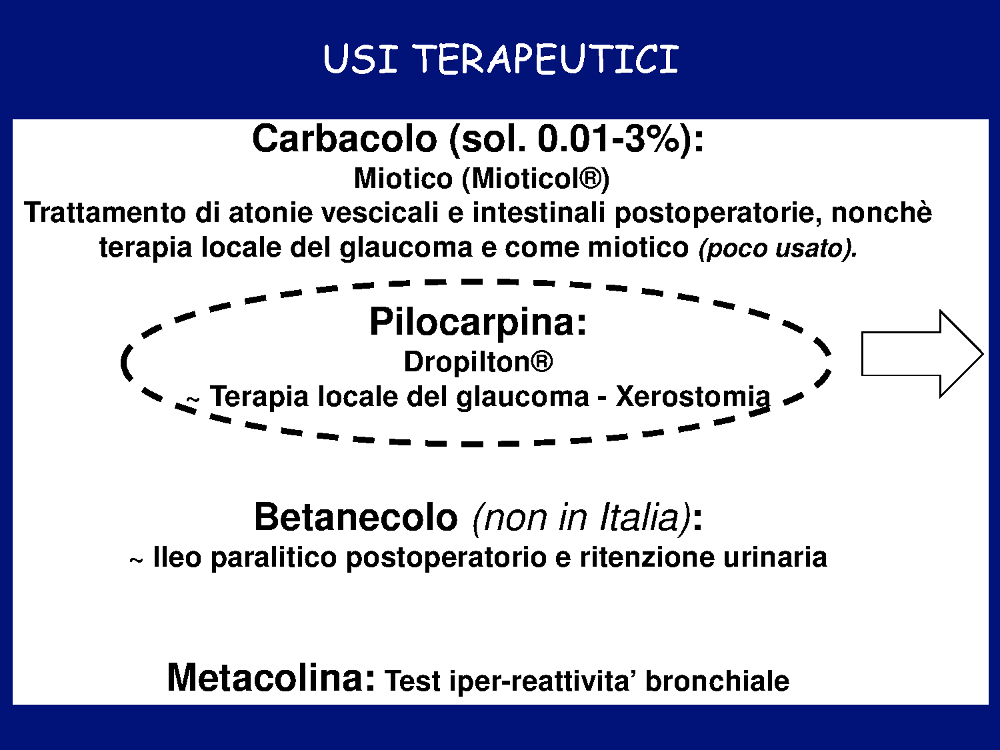 USI TERAPEUTICI
Carbacolo (sol. 0.01-3%):
Miotico (Mioticol®)
Trattamento di atonie vescicali e intestinali postoperatorie, nonchè
terapia locale del glaucoma e come miotico (poco usato).
Pilocarpina:
Dropilton®
~ Terapia locale del glaucoma - Xerostomia
Betanecolo (non in Italia):
~ Ileo paralitico postoperatorio e ritenzione urinaria
Metacolina: Test iper-reattivita’ bronchiale